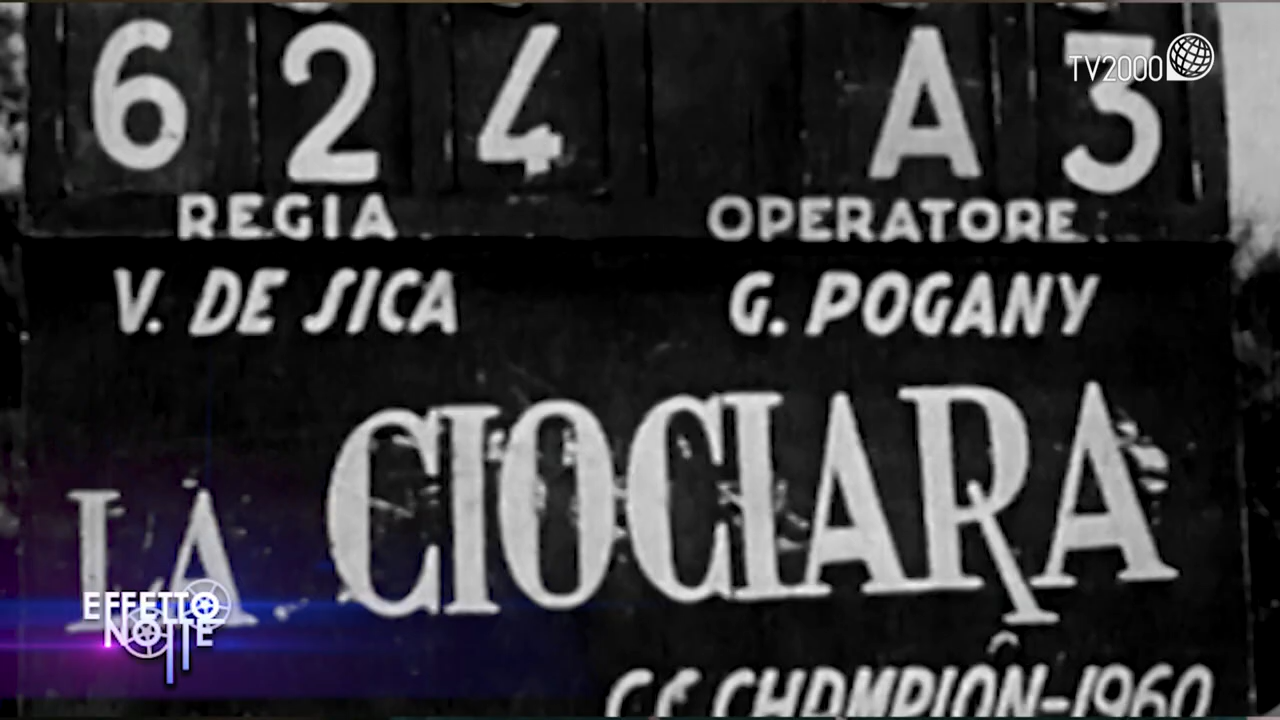 6 2 4 A 3
TV2000
REGIA OPERATORE
V. DE SICA G. POGANY
LA CIOCIARA
EFFETTO
NOTTE
CHAMPION-1960